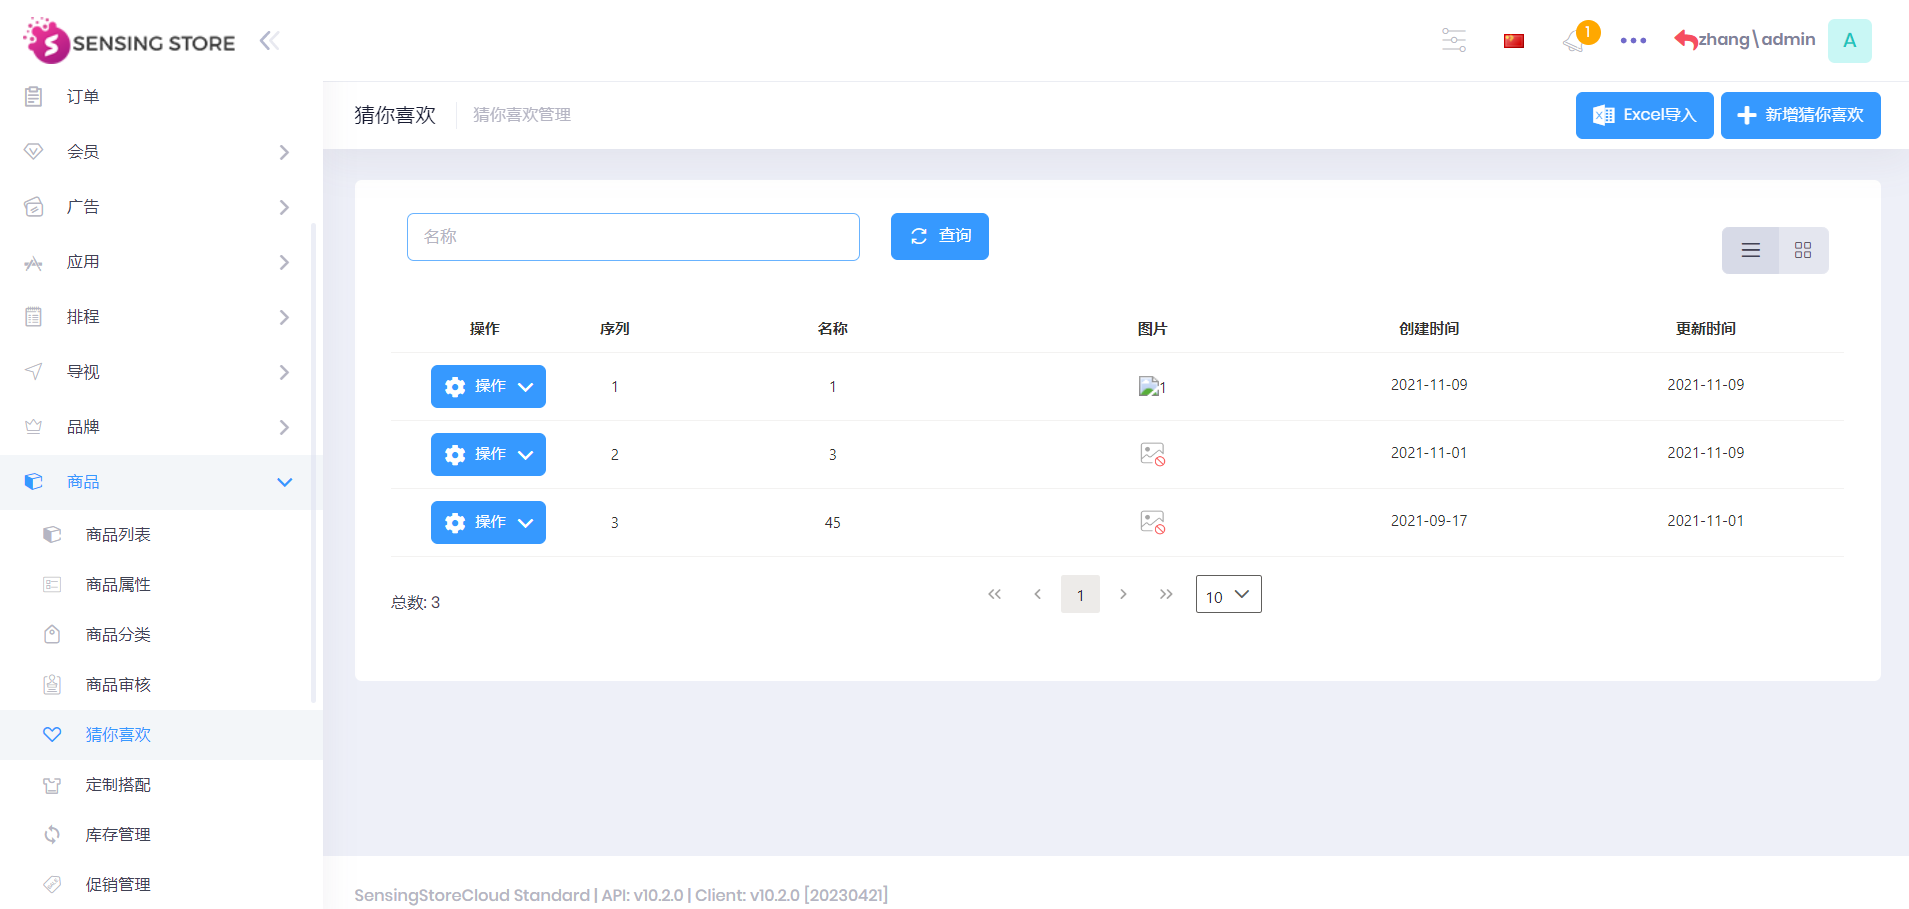 SENSING STORE
1
zhang\admin
A
订单
会员
广告
应用
排程
导视
品牌
商品
商品列表
商品属性
商品分类
商品审核
猜你喜欢
定制搭配
库存管理
促销管理
猜你喜欢 猜你喜欢管理
Excel导入 新增猜你喜欢
名称 查询
操作 序列 名称 图片 创建时间 更新时间
操作 1 1 1 2021-11-09 2021-11-09
操作 2 3 2021-11-01 2021-11-09
操作 3 45 2021-09-17 2021-11-01
总数: 3 1 10
SensingStoreCloud Standard | API: v10.2.0 | Client: v10.2.0 [20230421]